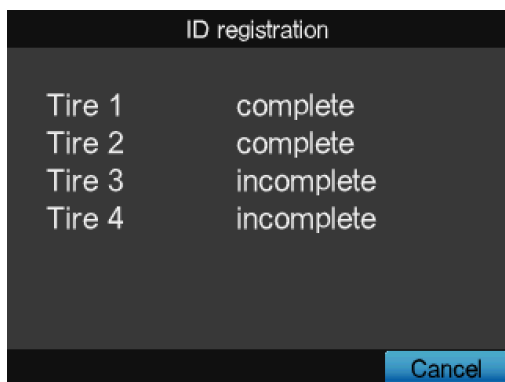 ID registration
Tire 1 complete
Tire 2 complete
Tire 3 incomplete
Tire 4 incomplete
Cancel